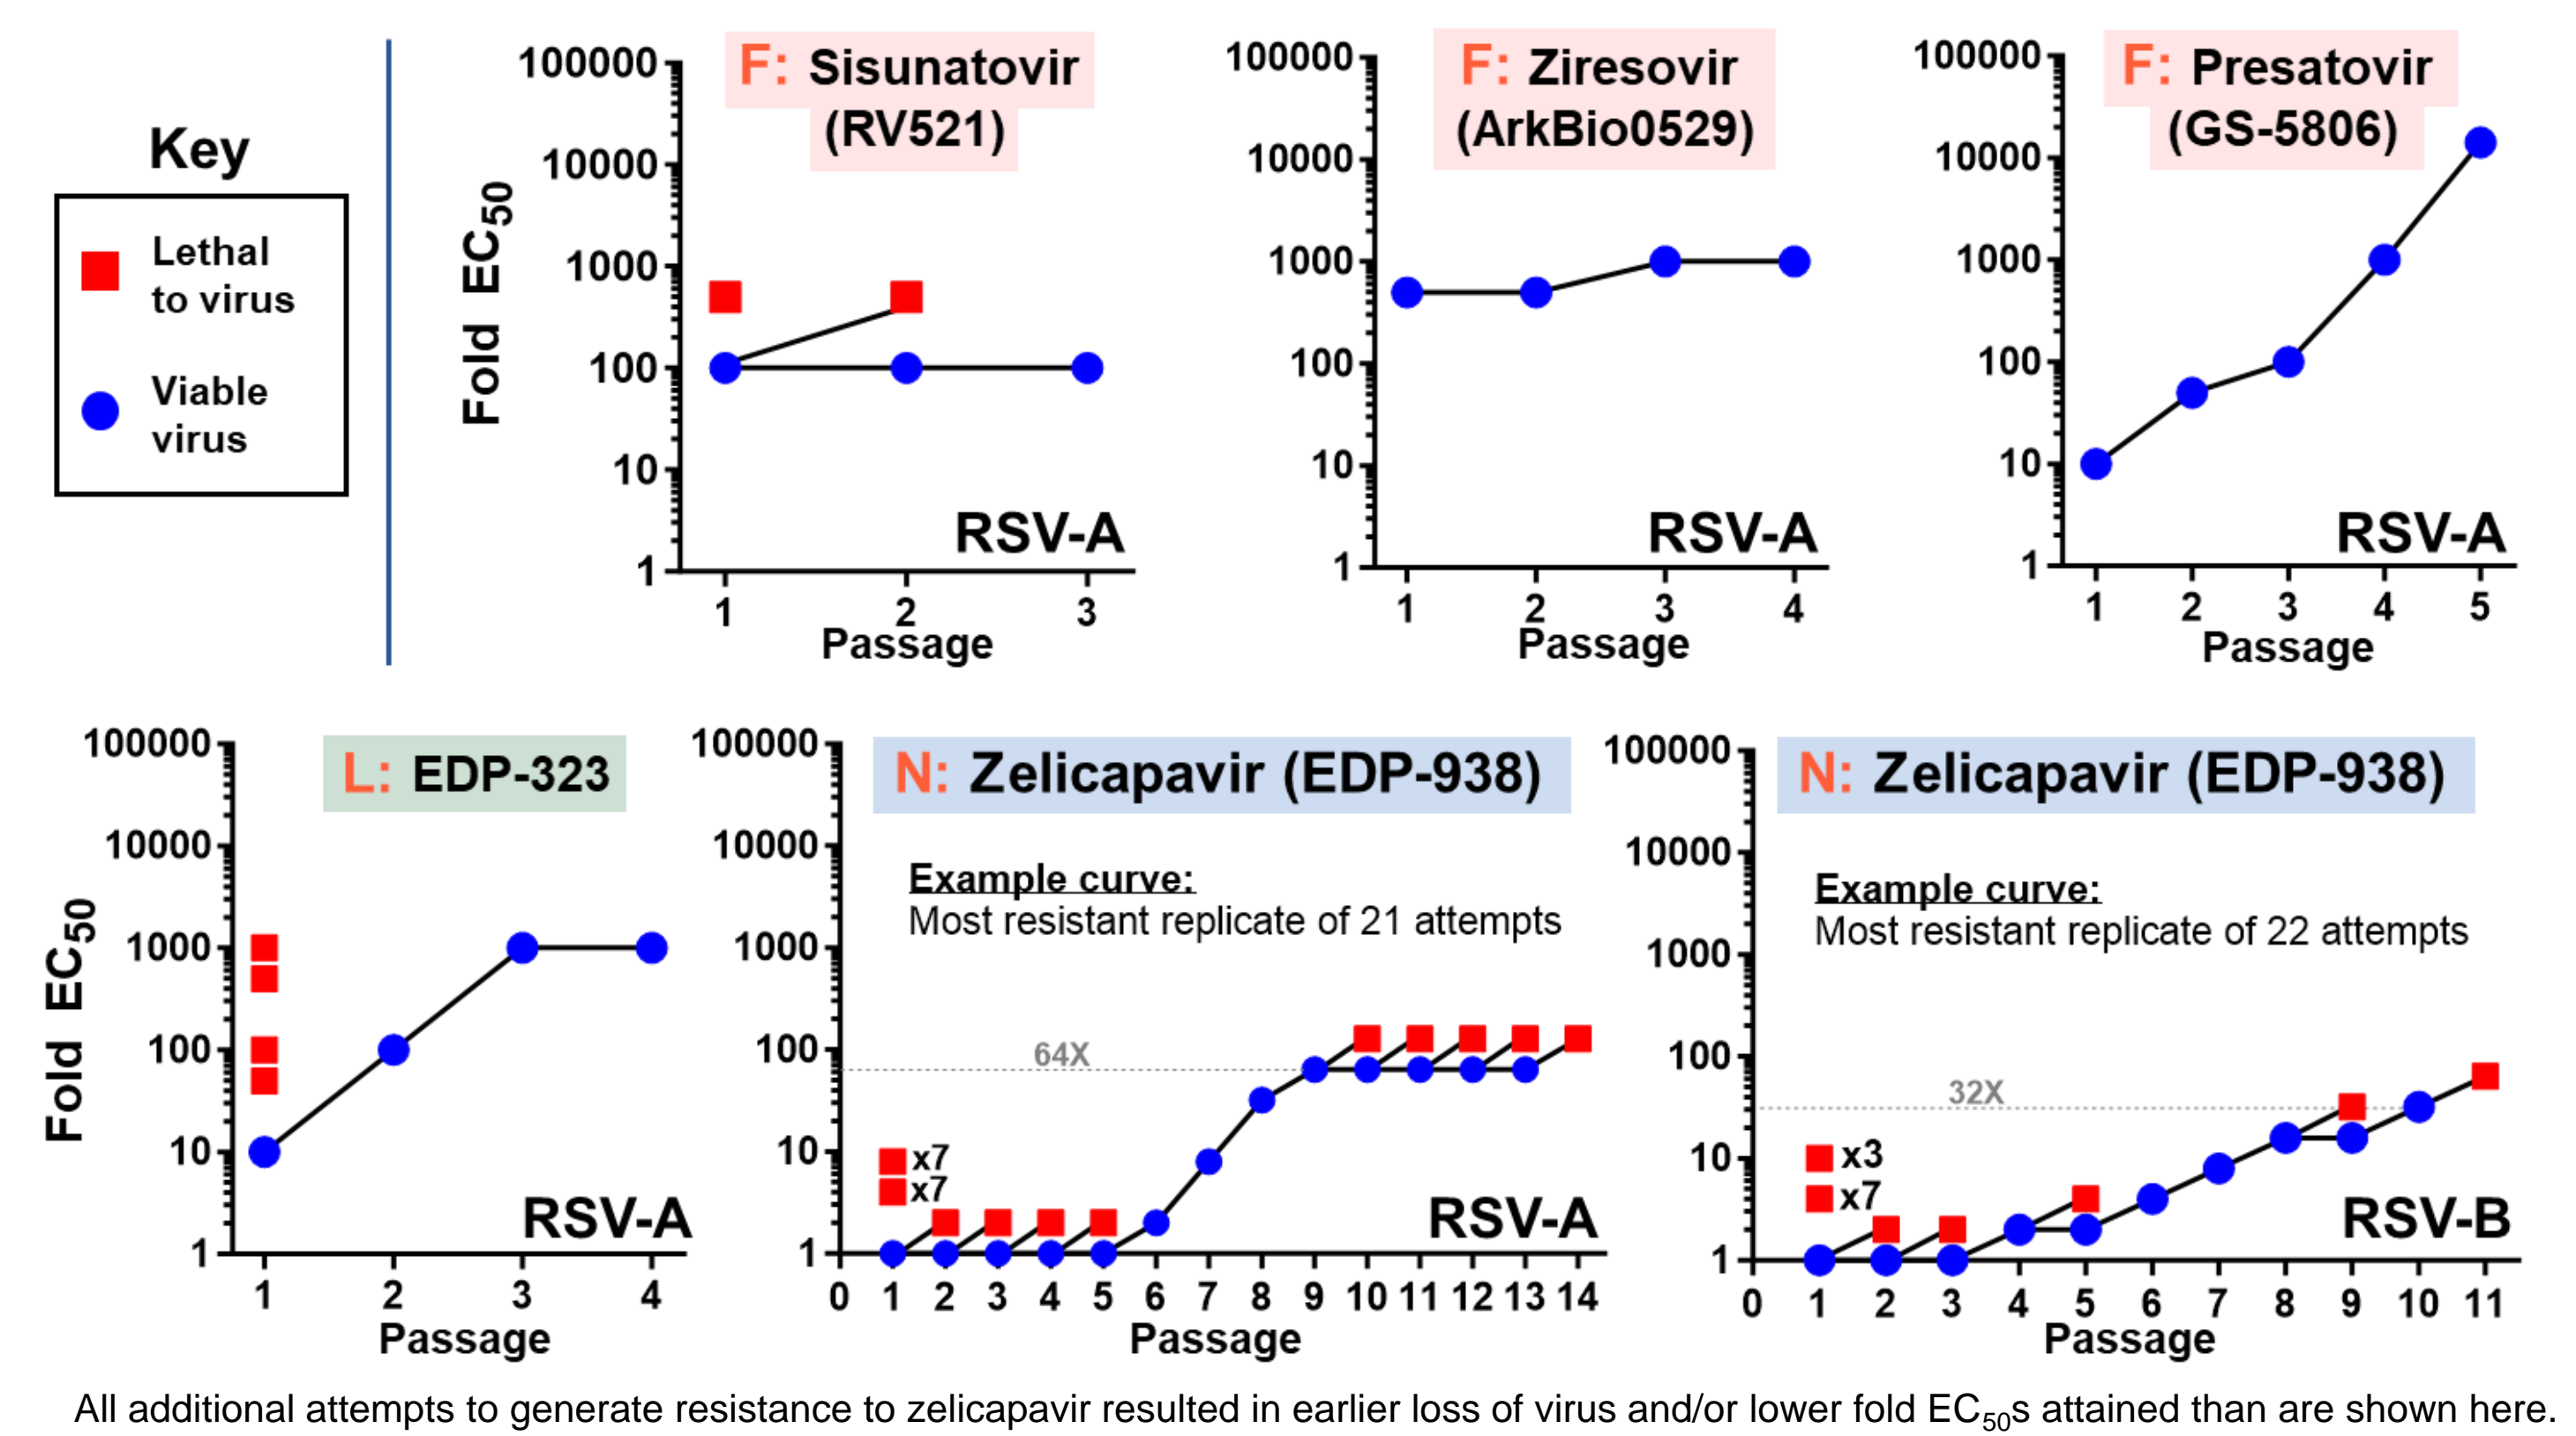 Key
Lethal
to virus
Viable
virus
F: Sisunatovir
(RV521)
Fold EC50
100000
10000
1000
100
10
1
RSV-A
1 2 3
Passage
F: Ziresovir
(ArkBio0529)
100000
10000
1000
100
10
1
RSV-A
1 2 3 4
Passage
F: Presatovir
(GS-5806)
100000
10000
1000
100
10
1
RSV-A
1 2 3 4 5
Passage
L: EDP-323
Fold EC50
100000
10000
1000
100
10
1
RSV-A
1 2 3 4
Passage
N: Zelicapavir (EDP-938)
Example curve:
Most resistant replicate of 21 attempts
100000
10000
1000
100
10
1
64X
x7
x7
RSV-A
0 1 2 3 4 5 6 7 8 9 10 11 12 13 14
Passage
N: Zelicapavir (EDP-938)
Example curve:
Most resistant replicate of 22 attempts
100000
10000
1000
100
10
1
32X
x3
x7
RSV-B
0 1 2 3 4 5 6 7 8 9 10 11
Passage
All additional attempts to generate resistance to zelicapavir resulted in earlier loss of virus and/or lower fold EC50s attained than are shown here.